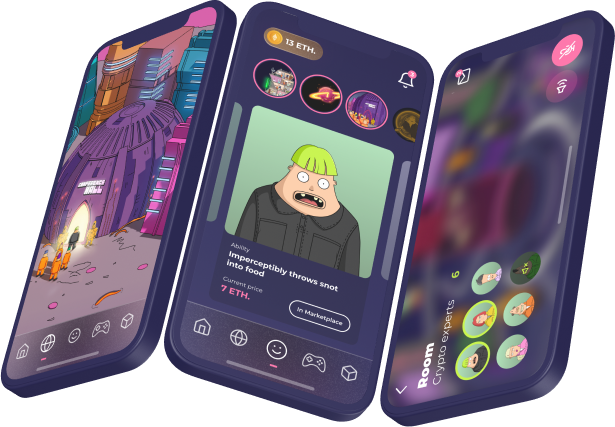 13 ETH.
Ability
Imperceptibly throws snot
into food
Current price
7 ETH.
In Marketplace
Room
Crypto experts
6